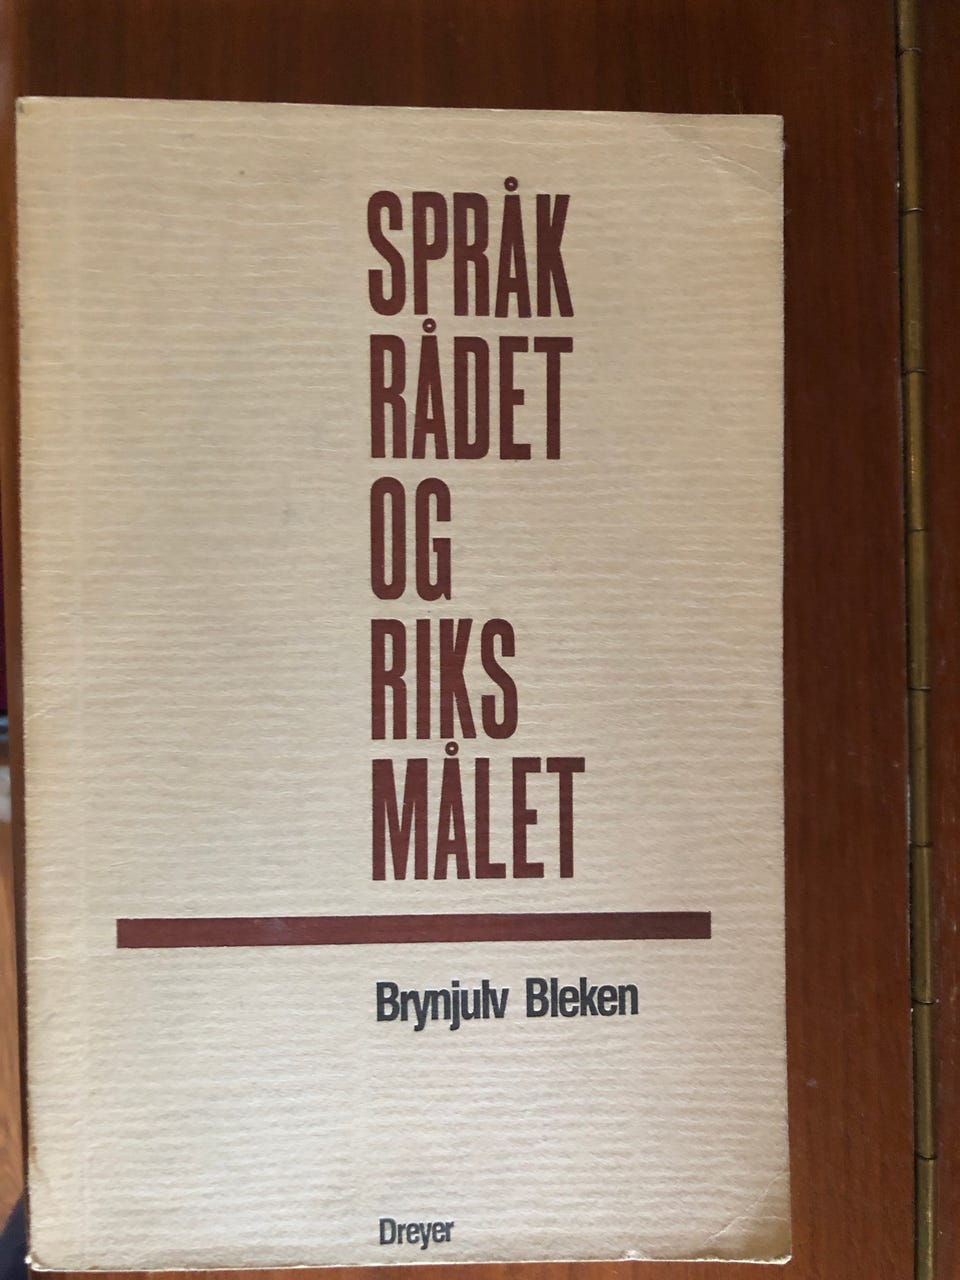 SPRÅK
RÅDET
OG
RIKS
MÅLET
Brynjulv Bleken
Dreyer